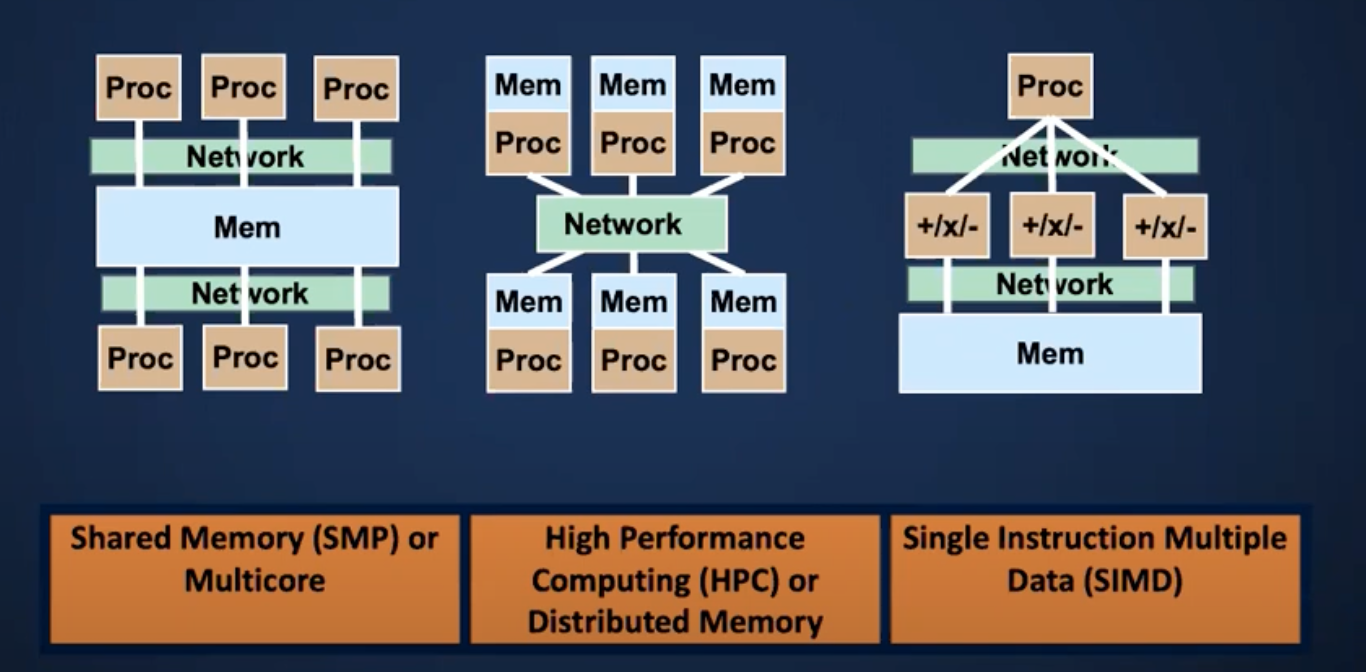 Proc Proc Proc
Network
Mem
Network
Proc Proc Proc
Mem Mem Mem
Proc Proc Proc
Network
Mem Mem Mem
Proc Proc Proc
Proc
Network
+/x/- +/x/- +/x/-
Network
Mem
Shared Memory (SMP) or
Multicore
High Performance
Computing (HPC) or
Distributed Memory
Single Instruction Multiple
Data (SIMD)